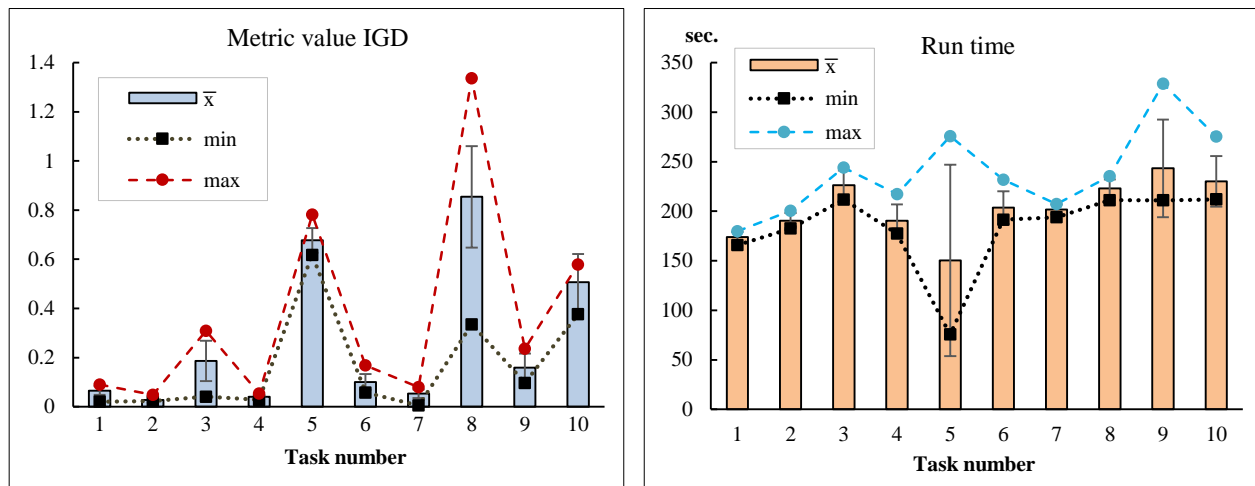 Metric value IGD
1.4
1.2
1
0.8
0.6
0.4
0.2
0
x̅
min
max
1 2 3 4 5 6 7 8 9 10
Task number
sec.
Run time
350
300
250
200
150
100
50
0
x̅
min
max
1 2 3 4 5 6 7 8 9 10
Task number